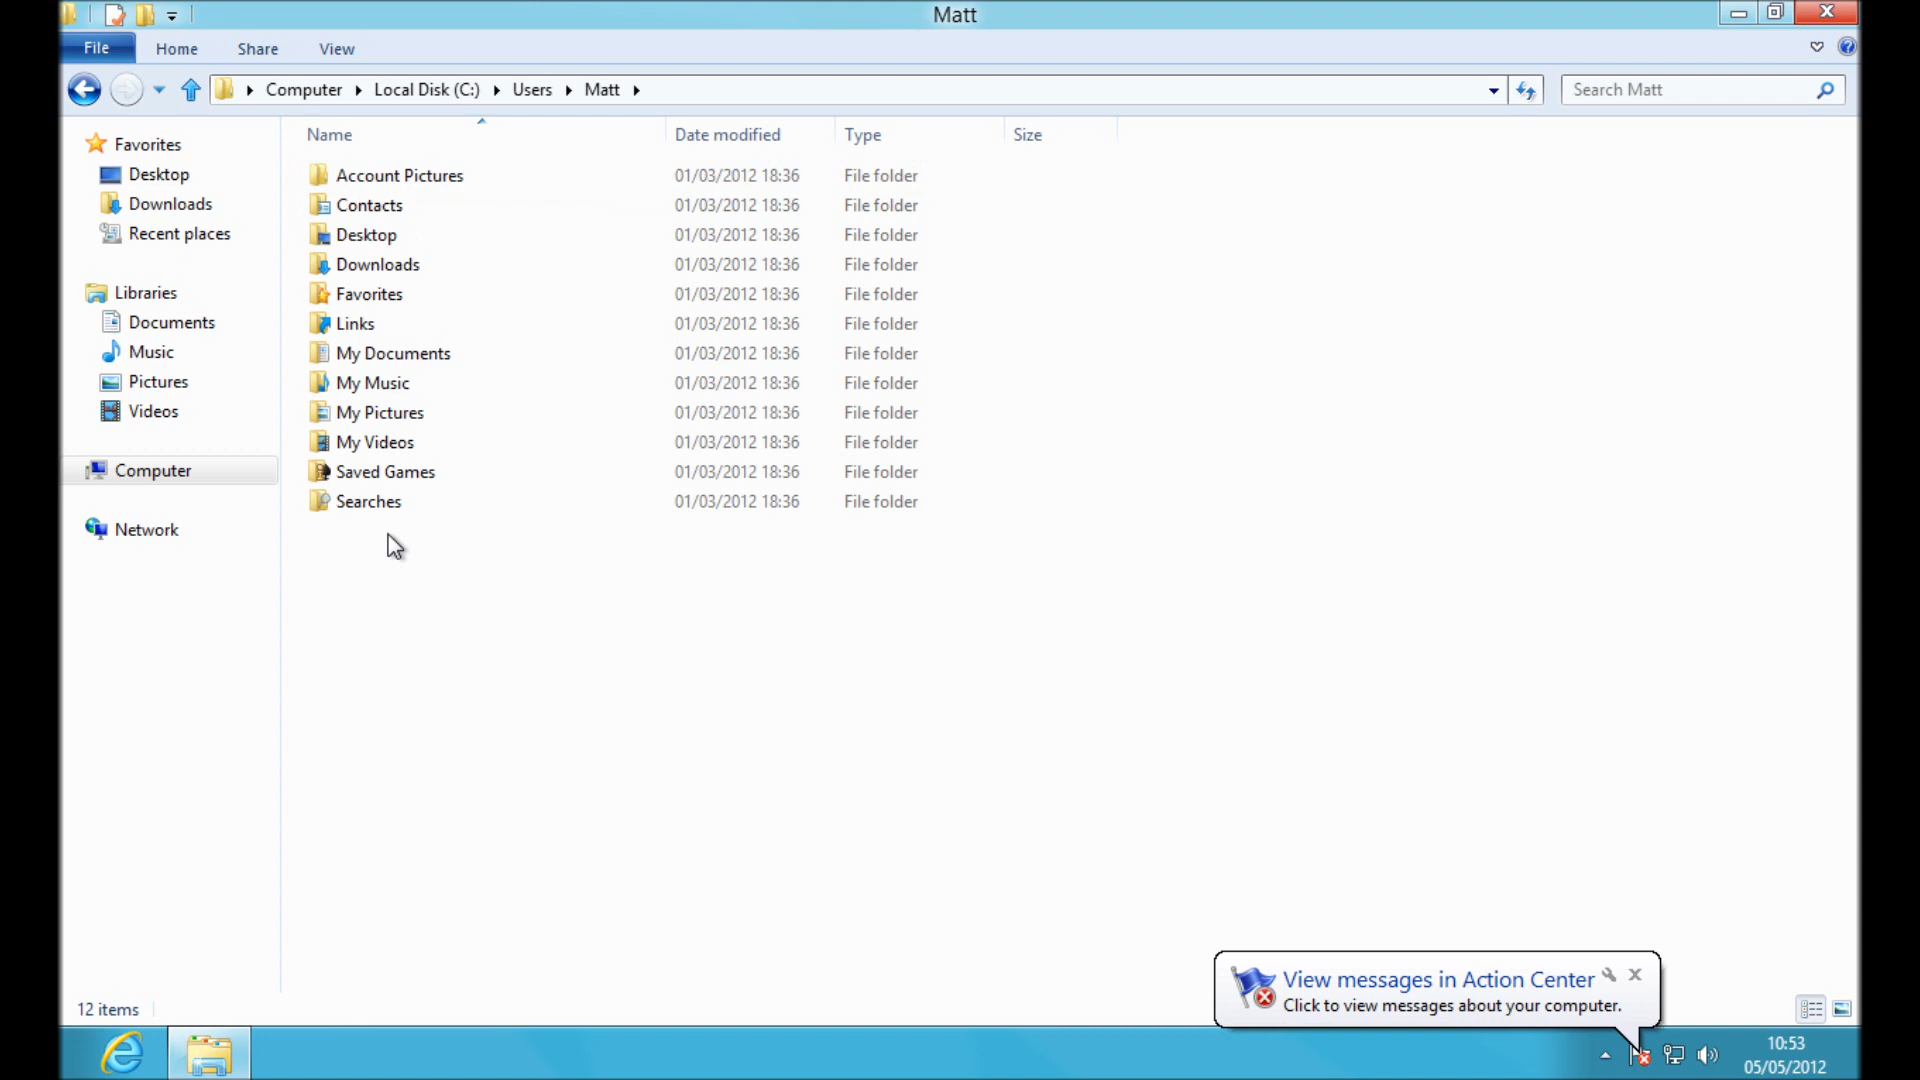 Matt
File Home Share View
Computer Local Disk (C:) Users Matt
Search Matt
Favorites
Desktop
Downloads
Recent places
Libraries
Documents
Music
Pictures
Videos
Computer
Network
Name Date modified Type Size
Account Pictures 01/03/2012 18:36 File folder
Contacts 01/03/2012 18:36 File folder
Desktop 01/03/2012 18:36 File folder
Downloads 01/03/2012 18:36 File folder
Favorites 01/03/2012 18:36 File folder
Links 01/03/2012 18:36 File folder
My Documents 01/03/2012 18:36 File folder
My Music 01/03/2012 18:36 File folder
My Pictures 01/03/2012 18:36 File folder
My Videos 01/03/2012 18:36 File folder
Saved Games 01/03/2012 18:36 File folder
Searches 01/03/2012 18:36 File folder
View messages in Action Center
Click to view messages about your computer.
12 items
10:53
05/05/2012